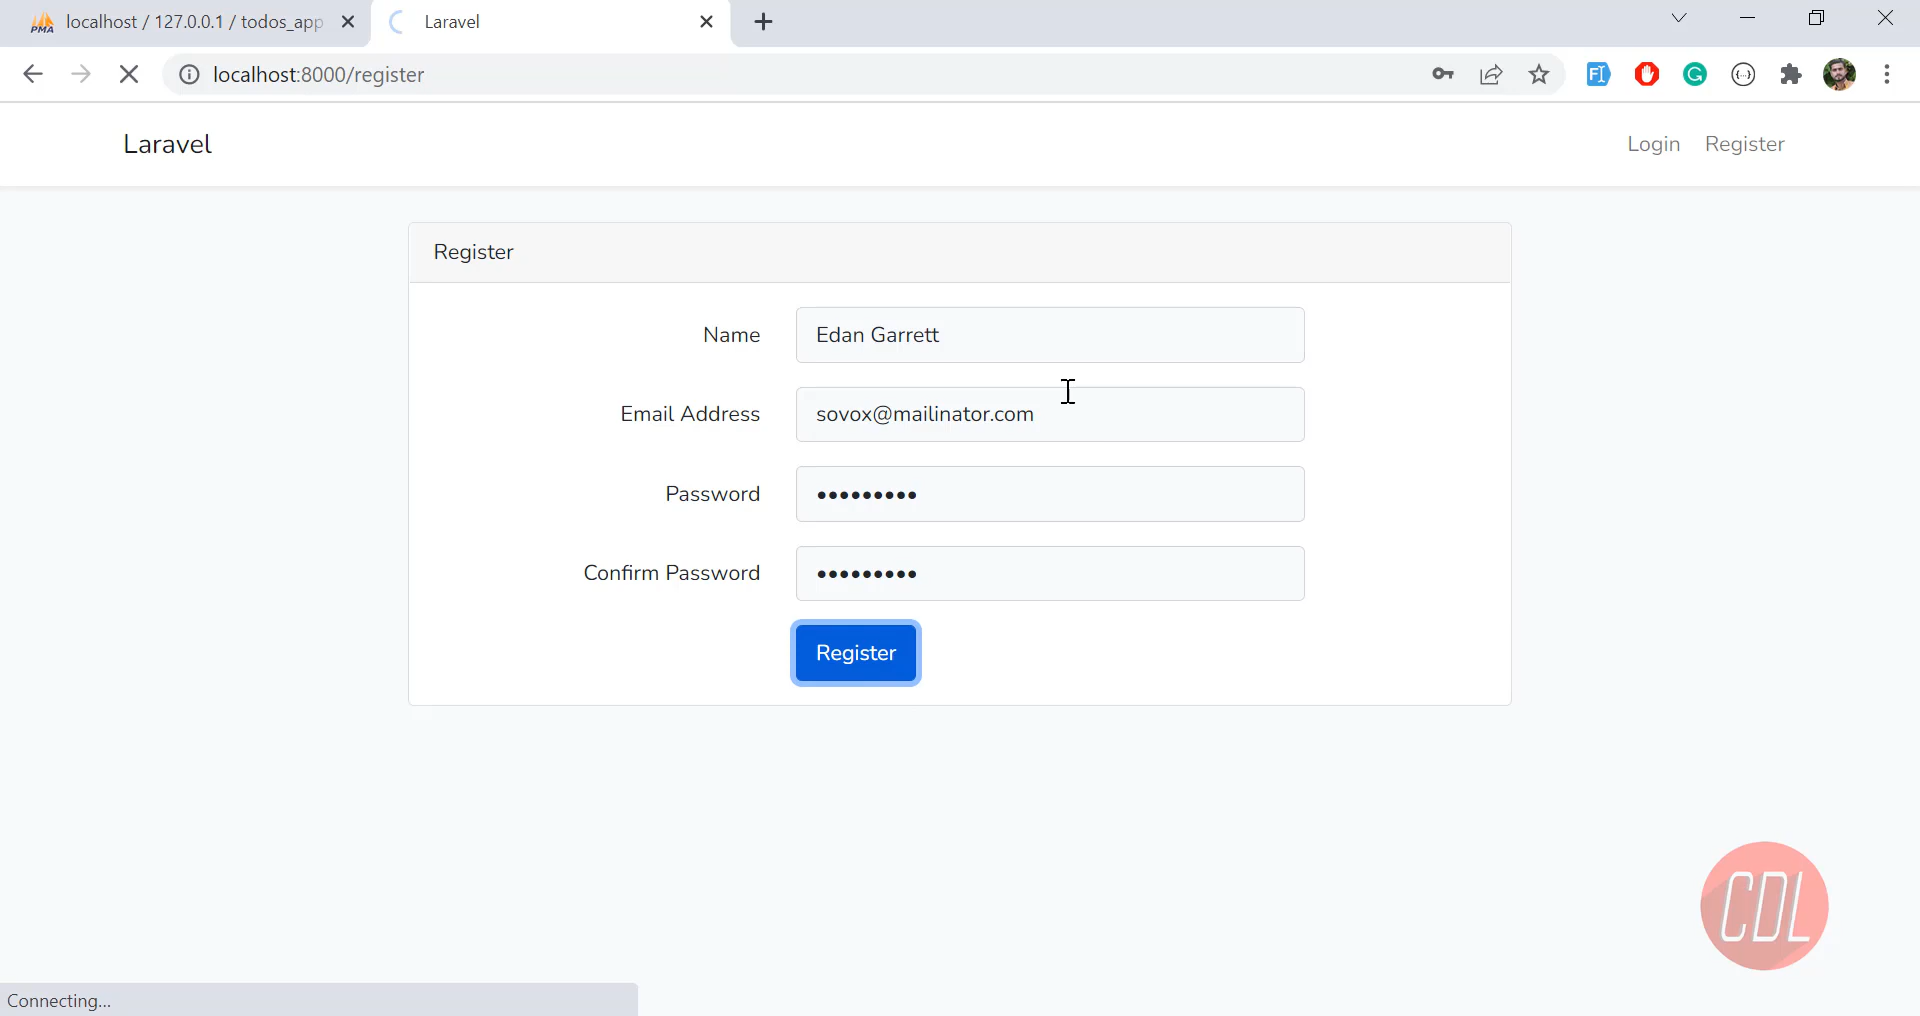 PMA localhost / 127.0.0.1 / todos_app
Laravel
localhost:8000/register
Laravel
Login
Register
Register
Name
Edan Garrett
Email Address
sovox@mailinator.com
Password
•••••••••
Confirm Password
•••••••••
Register
CDL
Connecting...